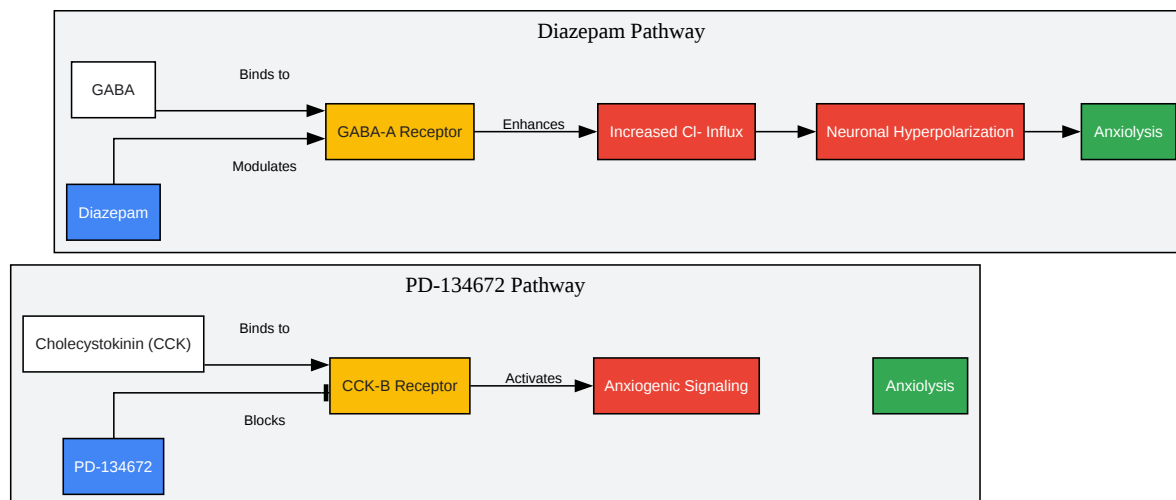 Diazepam Pathway
GABA
Binds to
GABA-A Receptor
Enhances
Increased Cl- Influx
Neuronal Hyperpolarization
Anxiolysis
Modulates
Diazepam
PD-134672 Pathway
Cholecystokinin (CCK)
Binds to
CCK-B Receptor
Activates
Anxiogenic Signaling
Anxiolysis
Blocks
PD-134672